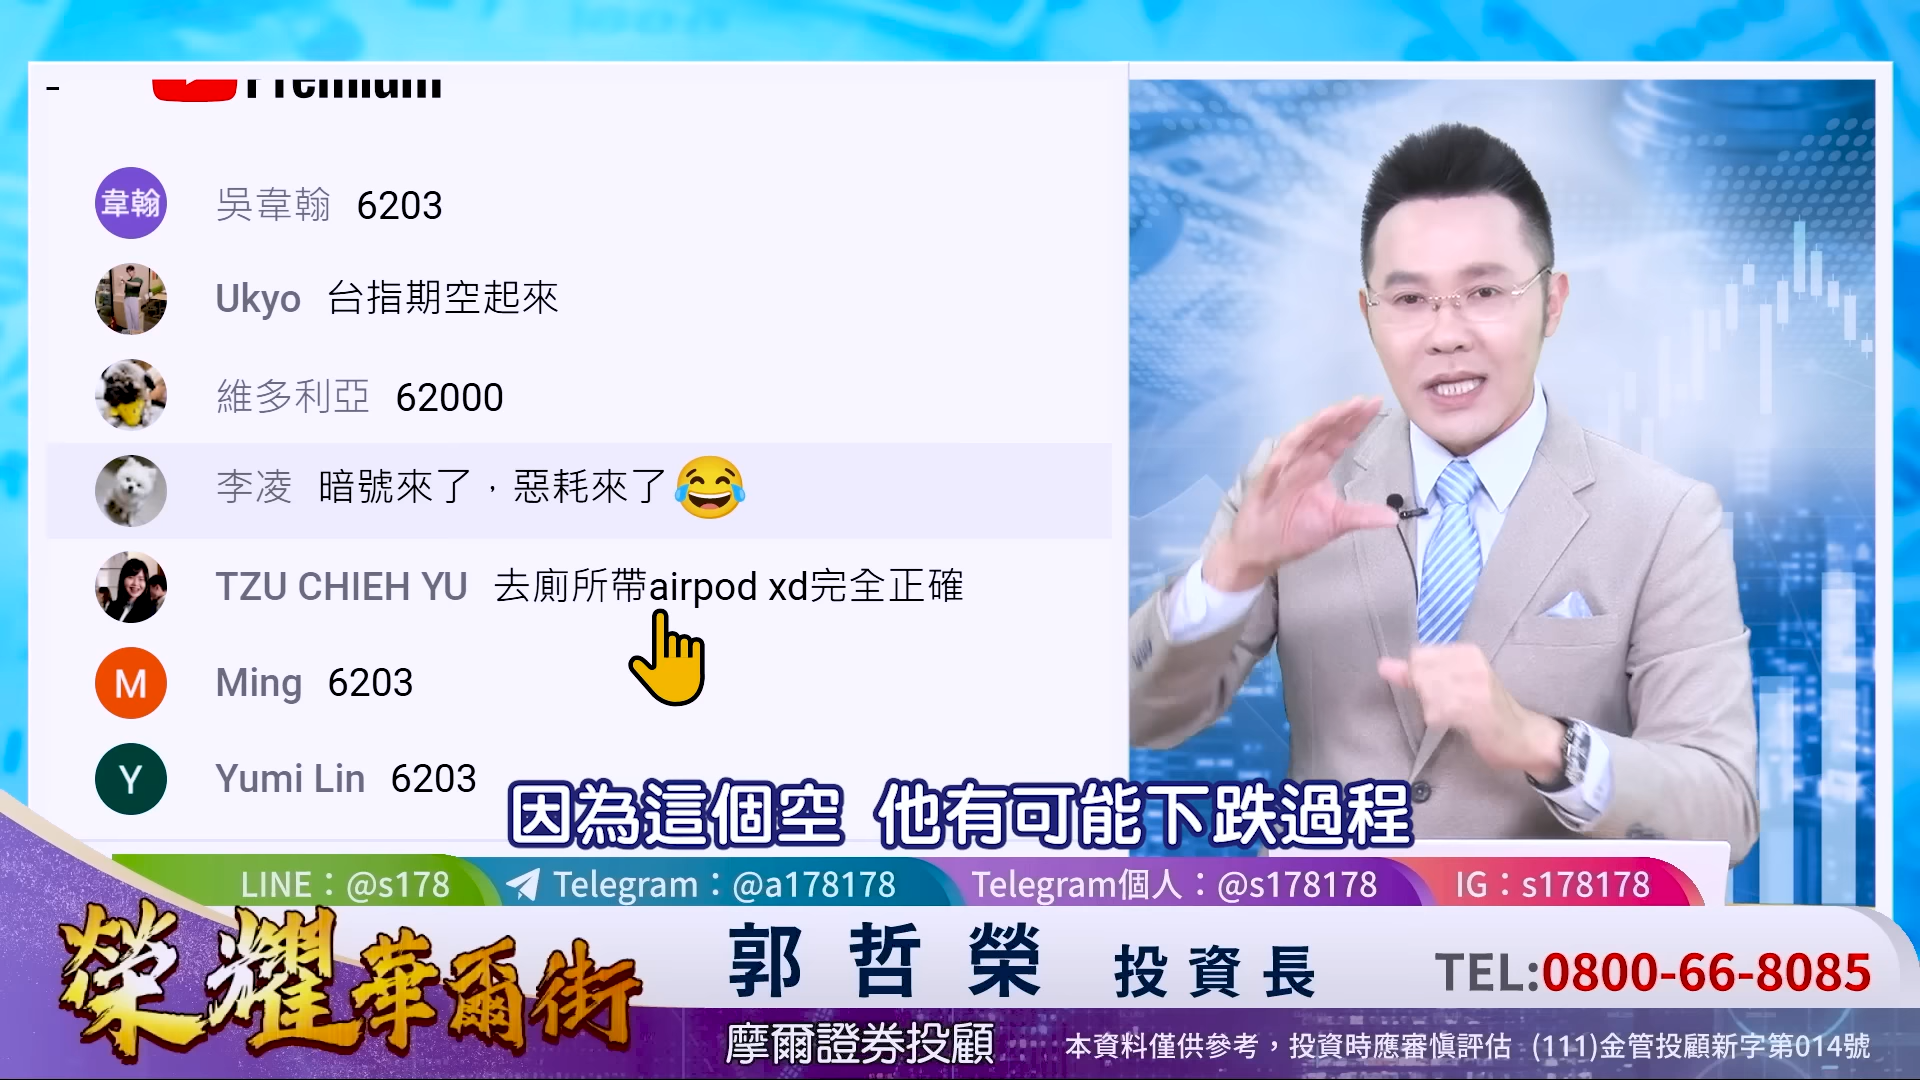 Premium
韋翰 吳韋翰 6203
Ukyo 台指期空起來
維多利亞 62000
李凌 暗號來了，惡耗來了😂
TZU CHIEH YU 去廁所帶airpod xd完全正確
M Ming 6203
Y Yumi Lin 6203
因為這個空 他有可能下跌過程
LINE：@s178 Telegram：@a178178 Telegram個人：@s178178 IG：s178178
榮耀華爾街 郭哲榮 投資長 TEL:0800-66-8085
摩爾證券投顧 本資料僅供參考，投資時應審慎評估 (111)金管投顧新字第014號